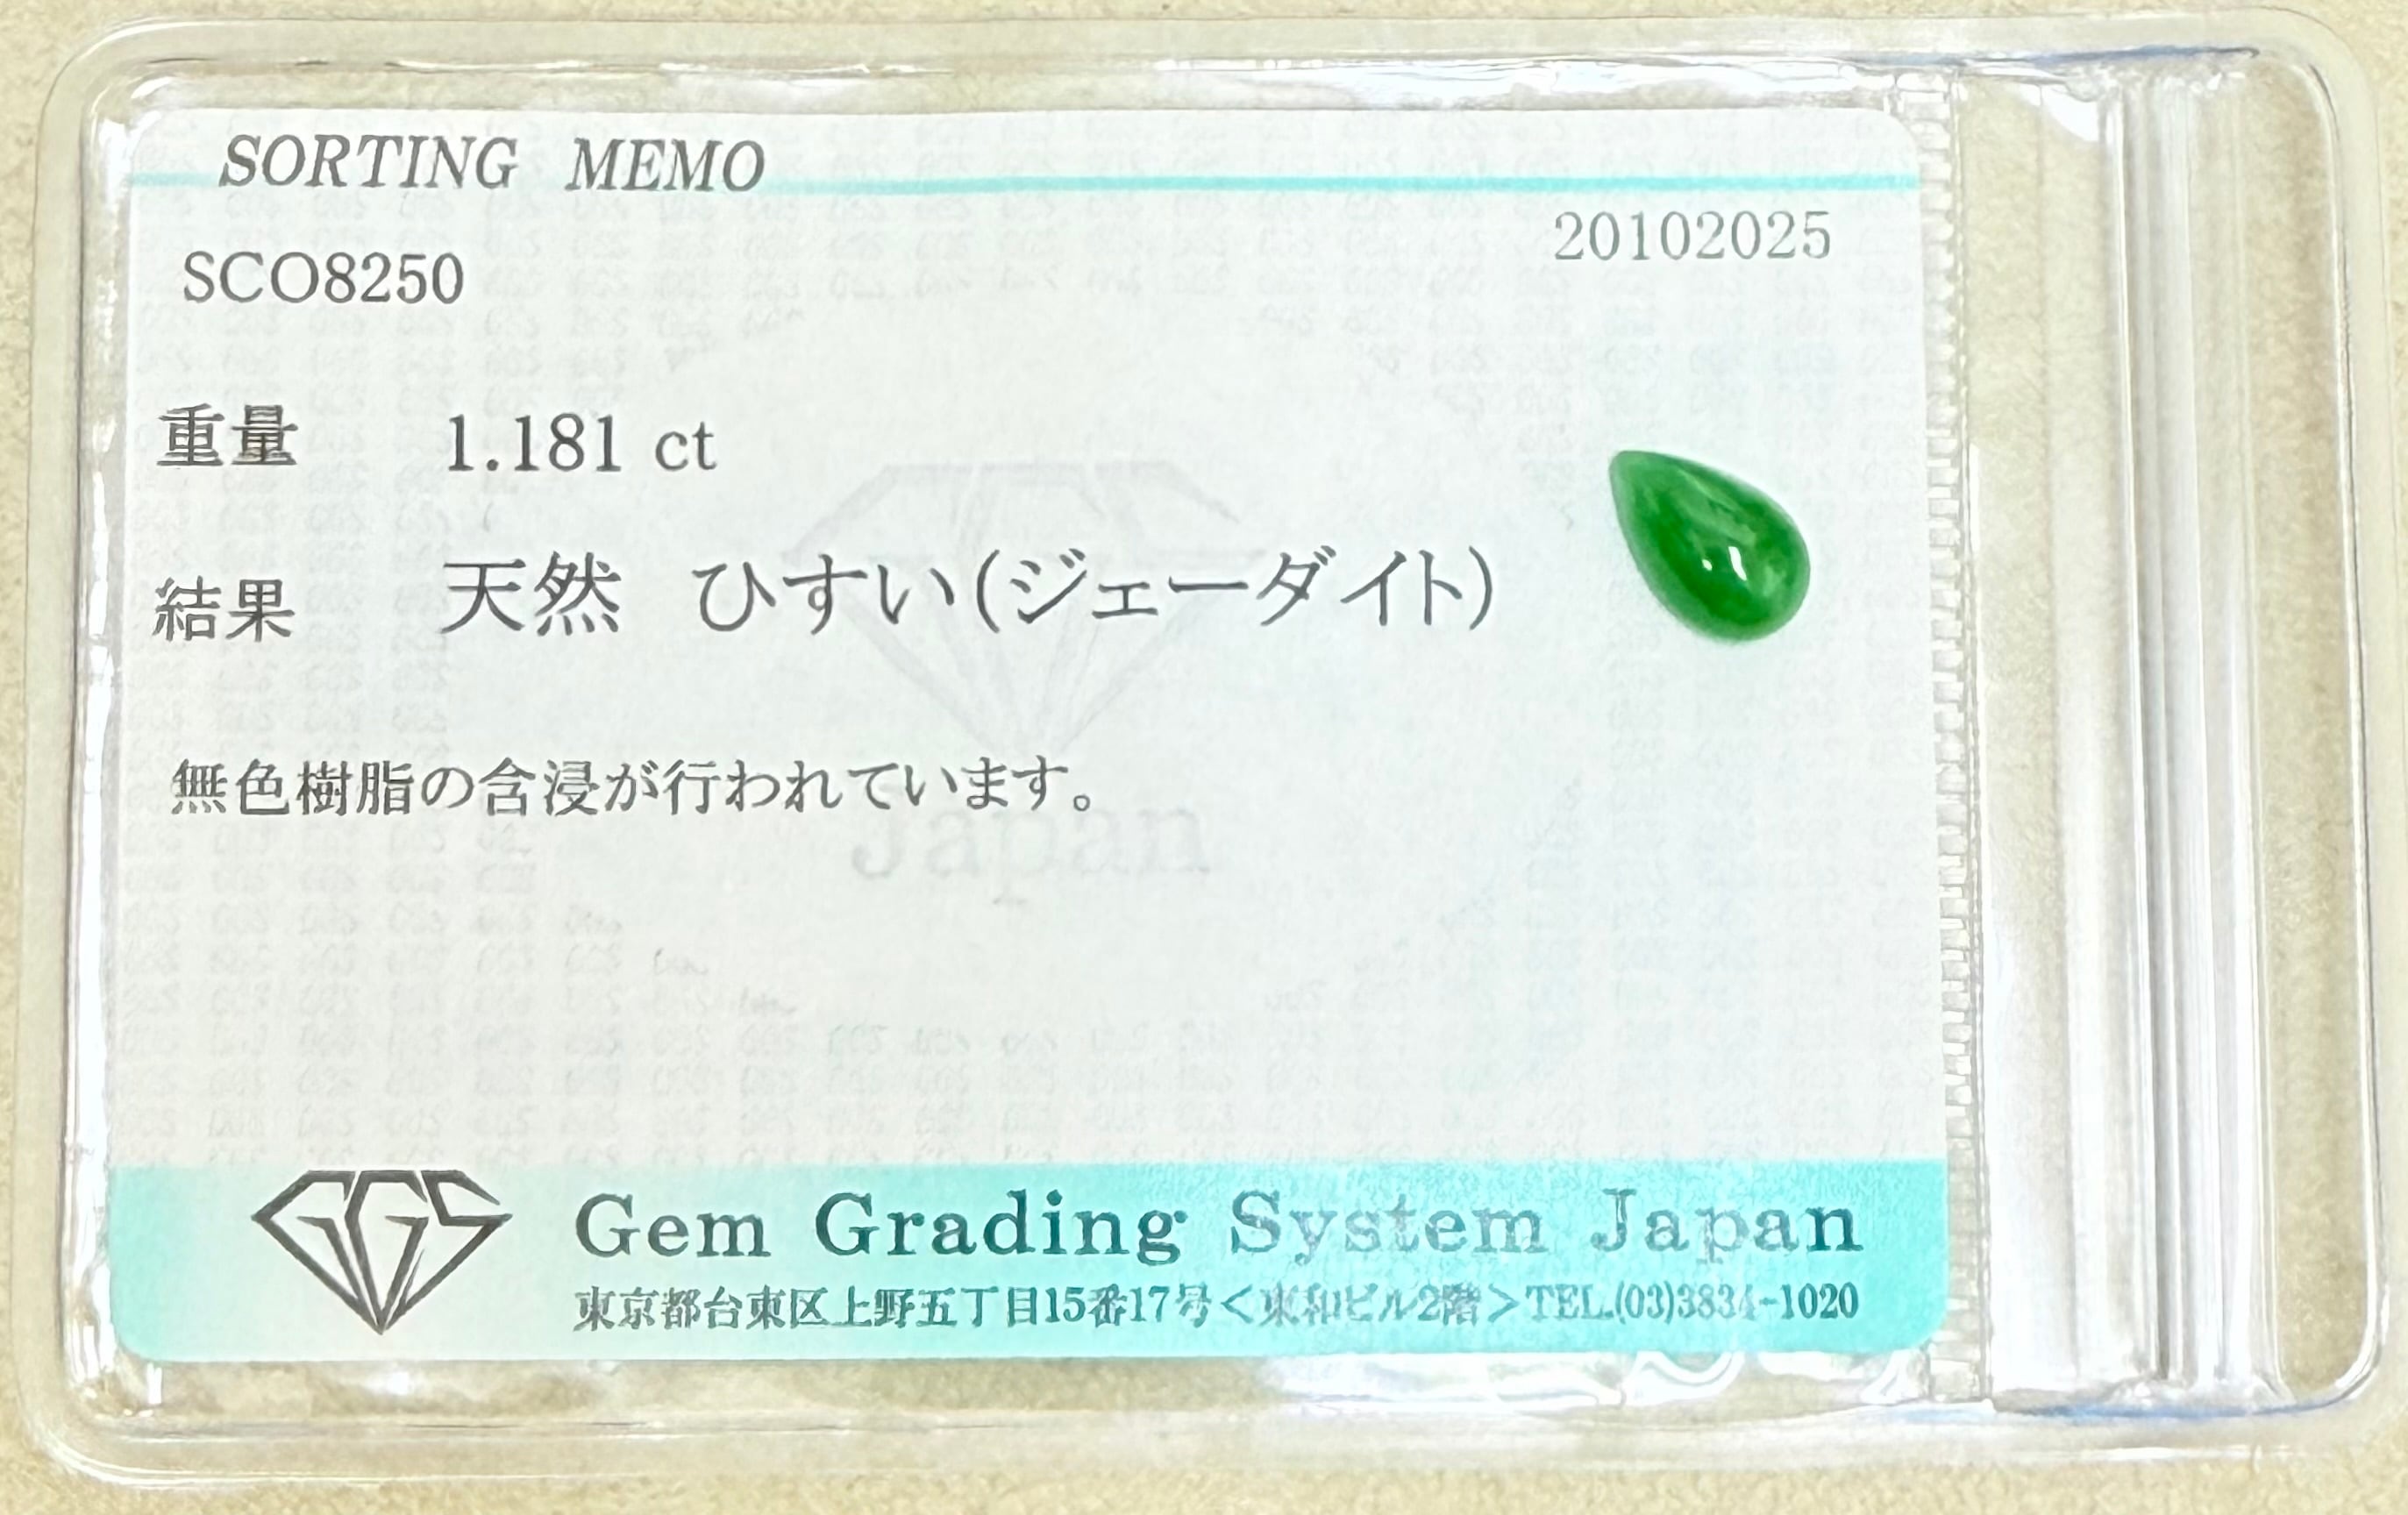 SORTING MEMO
20102025
SCO8250
重量 1.181 ct
結果 天然 ひすい(ジェーダイト)
無色樹脂の含浸が行われています。
Japan
GGS
Gem Grading System Japan
東京都台東区上野五丁目15番17号＜東和ビル2階＞TEL.(03)3834-1020